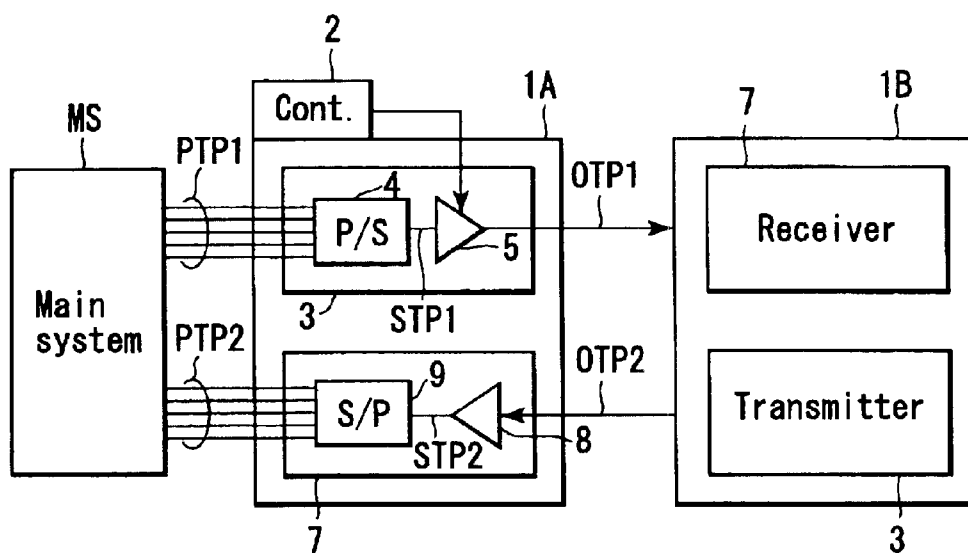 2
Cont.
1A
1B
MS
PTP1
4
P/S
5
OTP1
7
Receiver
3
STP1
Main
system
PTP2
9
S/P
STP2
8
OTP2
Transmitter
7
3